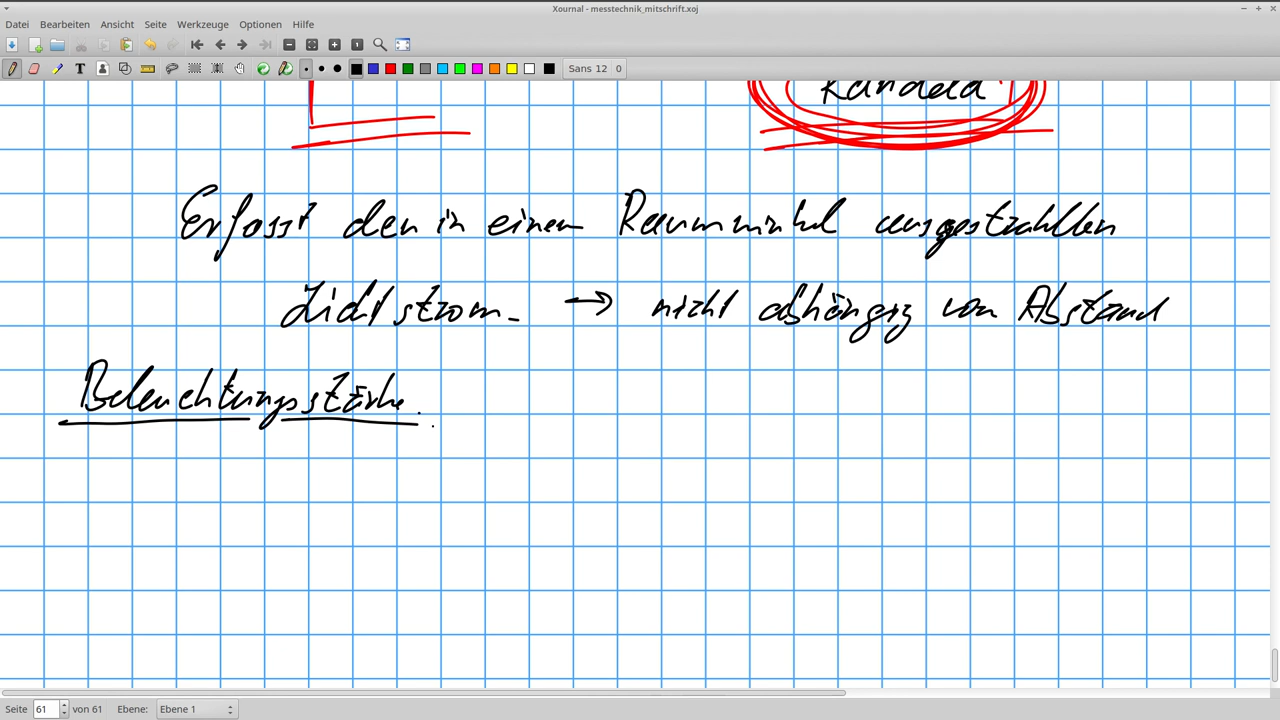 Xournal - messtechnik_mitschrift.xoj
Datei Bearbeiten Ansicht Seite Werkzeuge Optionen Hilfe
Sans 12 0
Kandela
Erfasst den in einen Raumwinkel ausgestrahlten
Lichtstrom. → nicht abhängig von Abstand
Beleuchtungsstärke.
Seite 61 von 61 Ebene: Ebene 1